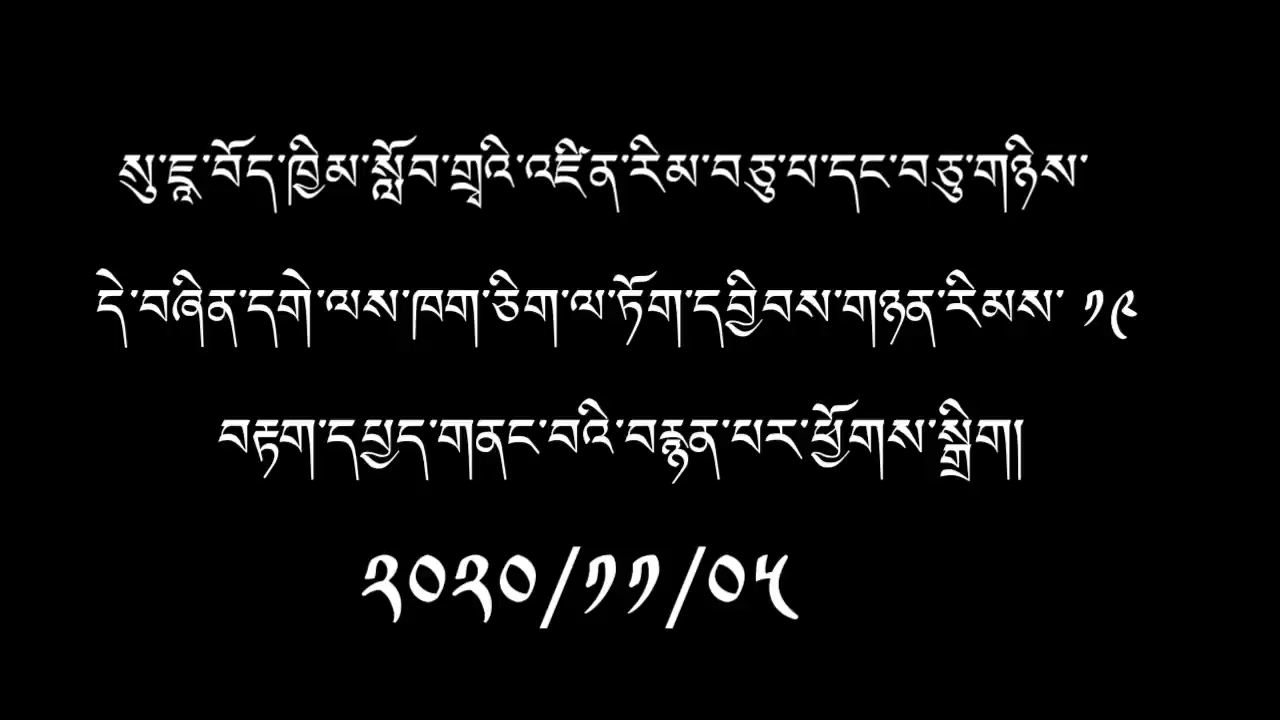 སུ་ཇཱ་བོད་ཁྱིམ་སློབ་གྲྭའི་འཛིན་རིམ་བཅུ་པ་དང་བཅུ་གཉིས་
དེ་བཞིན་དགེ་ལས་ཁག་ཅིག་ལ་ཏོག་དབྱིབས་གཉན་རིམས་ ༡༩
བརྟག་དཔྱད་གནང་བའི་བརྙན་པར་ཕྱོགས་སྒྲིག།
༢༠༢༠/༡༡/༠༥